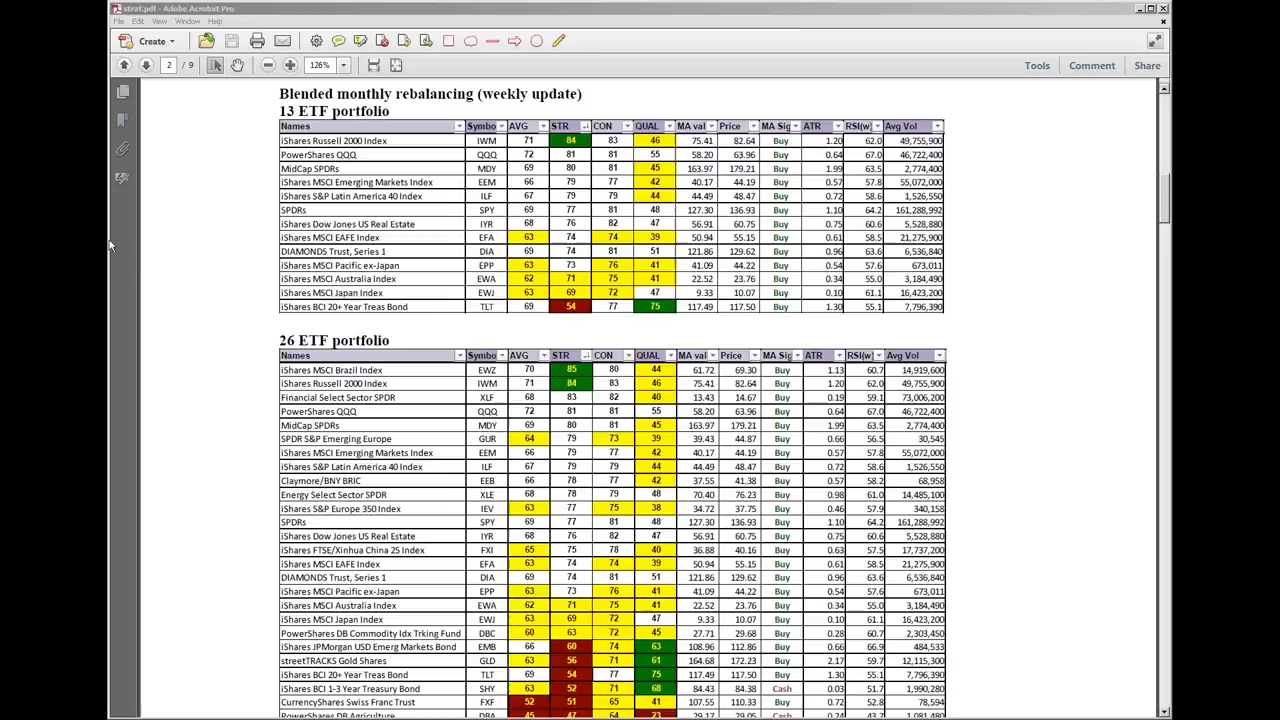 strat.pdf - Adobe Acrobat Pro
File Edit View Window Help
Create
2 / 9 126% Tools Comment Share
Blended monthly rebalancing (weekly update)
13 ETF portfolio
Names Symbo AVG STR CON QUAL MA val Price MA Sig ATR RSI(w) Avg Vol
iShares Russell 2000 Index IWM 71 84 83 46 75.41 82.64 Buy 1.20 62.0 49,755,900
PowerShares QQQ QQQ 72 81 81 55 58.20 63.96 Buy 0.64 67.0 46,722,400
MidCap SPDRs MDY 69 80 81 45 163.97 179.21 Buy 1.99 63.5 2,774,400
iShares MSCI Emerging Markets Index EEM 66 79 77 42 40.17 44.19 Buy 0.57 57.8 55,072,000
iShares S&P Latin America 40 Index ILF 67 79 79 44 44.49 48.47 Buy 0.72 58.6 1,526,550
SPDRs SPY 69 77 81 48 127.30 136.93 Buy 1.10 64.2 161,288,992
iShares Dow Jones US Real Estate IYR 68 76 82 47 56.91 60.75 Buy 0.75 60.6 5,528,880
iShares MSCI EAFE Index EFA 63 74 74 39 50.94 55.15 Buy 0.61 58.5 21,275,900
DIAMONDS Trust, Series 1 DIA 69 74 81 51 121.86 129.62 Buy 0.96 63.6 6,536,840
iShares MSCI Pacific ex-Japan EPP 63 73 76 41 41.09 44.22 Buy 0.54 57.6 673,011
iShares MSCI Australia Index EWA 62 71 75 41 22.52 23.76 Buy 0.34 55.0 3,184,490
iShares MSCI Japan Index EWJ 63 69 72 47 9.33 10.07 Buy 0.10 61.1 16,423,200
iShares BCI 20+ Year Treas Bond TLT 69 54 77 75 117.49 117.50 Buy 1.30 55.1 7,796,390
26 ETF portfolio
Names Symbo AVG STR CON QUAL MA val Price MA Sig ATR RSI(w) Avg Vol
iShares MSCI Brazil Index EWZ 70 85 80 44 61.72 69.30 Buy 1.13 60.7 14,919,600
iShares Russell 2000 Index IWM 71 84 83 46 75.41 82.64 Buy 1.20 62.0 49,755,900
Financial Select Sector SPDR XLF 68 83 82 40 13.43 14.67 Buy 0.19 59.1 73,006,200
PowerShares QQQ QQQ 72 81 81 55 58.20 63.96 Buy 0.64 67.0 46,722,400
MidCap SPDRs MDY 69 80 81 45 163.97 179.21 Buy 1.99 63.5 2,774,400
SPDR S&P Emerging Europe GUR 64 79 73 39 39.43 44.87 Buy 0.66 56.5 30,545
iShares MSCI Emerging Markets Index EEM 66 79 77 42 40.17 44.19 Buy 0.57 57.8 55,072,000
iShares S&P Latin America 40 Index ILF 67 79 79 44 44.49 48.47 Buy 0.72 58.6 1,526,550
Claymore/BNY BRIC EEB 66 78 77 42 37.55 41.38 Buy 0.57 58.2 68,958
Energy Select Sector SPDR XLE 68 78 79 48 70.40 76.23 Buy 0.98 61.0 14,485,100
iShares S&P Europe 350 Index IEV 63 77 75 38 34.72 37.75 Buy 0.46 57.9 340,158
SPDRs SPY 69 77 81 48 127.30 136.93 Buy 1.10 64.2 161,288,992
iShares Dow Jones US Real Estate IYR 68 76 82 47 56.91 60.75 Buy 0.75 60.6 5,528,880
iShares FTSE/Xinhua China 25 Index FXI 65 75 78 40 36.88 40.16 Buy 0.63 57.5 17,737,200
iShares MSCI EAFE Index EFA 63 74 74 39 50.94 55.15 Buy 0.61 58.5 21,275,900
DIAMONDS Trust, Series 1 DIA 69 74 81 51 121.86 129.62 Buy 0.96 63.6 6,536,840
iShares MSCI Pacific ex-Japan EPP 63 73 76 41 41.09 44.22 Buy 0.54 57.6 673,011
iShares MSCI Australia Index EWA 62 71 75 41 22.52 23.76 Buy 0.34 55.0 3,184,490
iShares MSCI Japan Index EWJ 63 69 72 47 9.33 10.07 Buy 0.10 61.1 16,423,200
PowerShares DB Commodity Idx Trking Fund DBC 60 63 72 45 27.71 29.68 Buy 0.28 60.7 2,303,450
iShares JPMorgan USD Emerg Markets Bond EMB 66 60 74 63 108.96 112.86 Buy 0.66 66.9 484,533
streetTRACKS Gold Shares GLD 63 56 71 61 164.68 172.23 Buy 2.17 59.7 12,115,300
iShares BCI 20+ Year Treas Bond TLT 69 54 77 75 117.49 117.50 Buy 1.30 55.1 7,796,390
iShares BCI 1-3 Year Treasury Bond SHY 63 52 71 68 84.43 84.38 Cash 0.03 51.7 1,990,280
CurrencyShares Swiss Franc Trust FXF 52 51 65 41 107.55 110.33 Buy 0.72 52.8 78,594
PowerShares DB Agriculture DBA 45 47 64 23 29.17 29.05 Cash 0.24 43.7 1,081,480